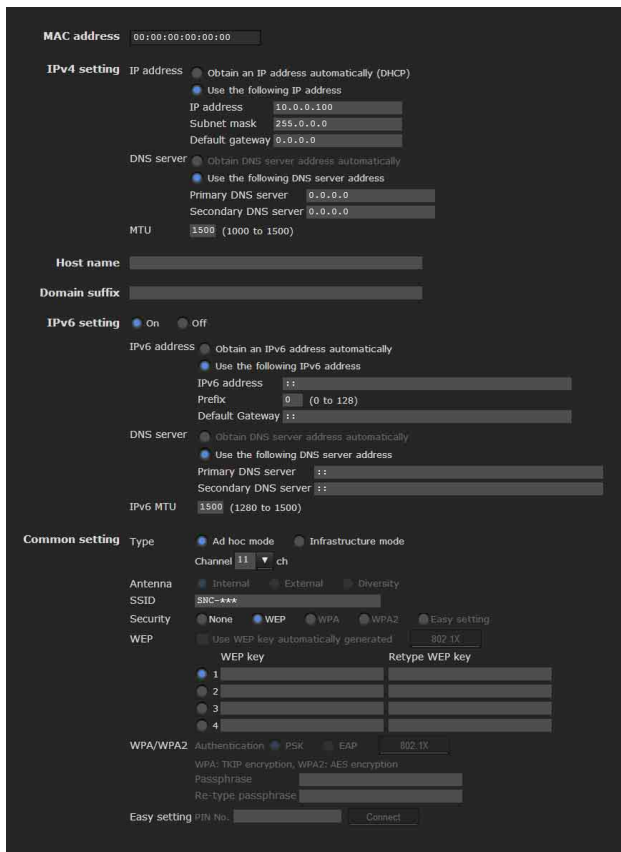 MAC address 00:00:00:00:00:00
IPv4 setting IP address Obtain an IP address automatically (DHCP)
Use the following IP address
IP address 10.0.0.100
Subnet mask 255.0.0.0
Default gateway 0.0.0.0
DNS server Obtain DNS server address automatically
Use the following DNS server address
Primary DNS server 0.0.0.0
Secondary DNS server 0.0.0.0
MTU 1500 (1000 to 1500)
Host name
Domain suffix
IPv6 setting On Off
IPv6 address Obtain an IPv6 address automatically
Use the following IPv6 address
IPv6 address ::
Prefix 0 (0 to 128)
Default Gateway ::
DNS server Obtain DNS server address automatically
Use the following DNS server address
Primary DNS server ::
Secondary DNS server ::
IPv6 MTU 1500 (1280 to 1500)
Common setting Type Ad hoc mode Infrastructure mode
Channel 11 ch
Antenna Internal External Diversity
SSID SNC-***
Security None WEP WPA WPA2 Easy setting
WEP Use WEP key automatically generated 802.1X
WEP key Retype WEP key
1
2
3
4
WPA/WPA2 Authentication PSK EAP 802.1X
WPA: TKIP encryption, WPA2: AES encryption
Passphrase
Re-type passphrase
Easy setting PIN No. Connect